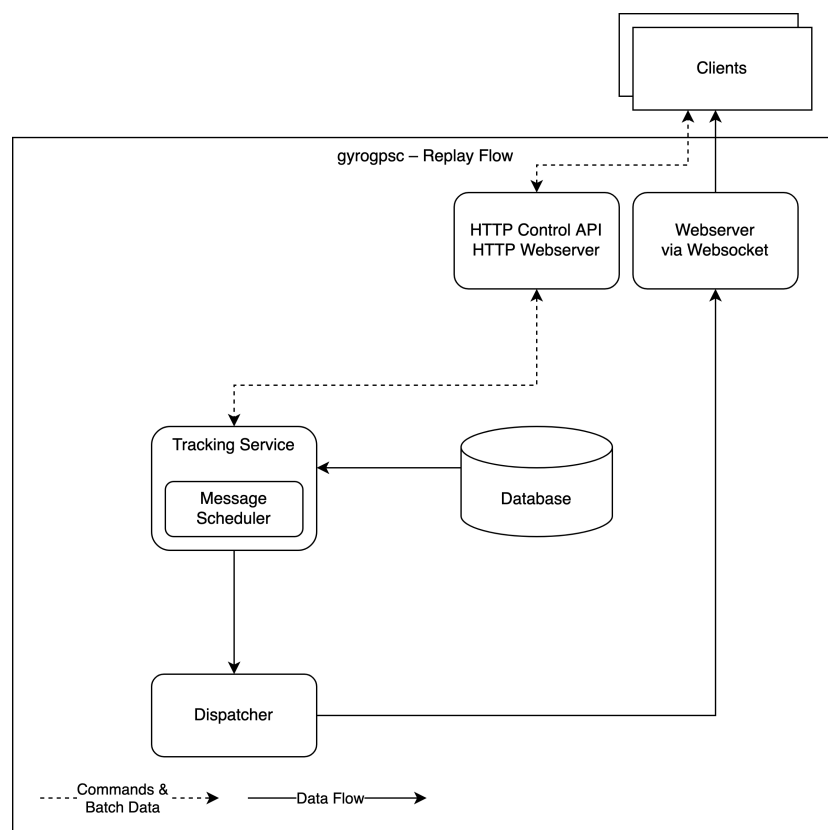 Clients
gyrogpsc – Replay Flow
HTTP Control API
HTTP Webserver
Webserver
via Websocket
Tracking Service
Message
Scheduler
Database
Dispatcher
Commands &
Batch Data
Data Flow